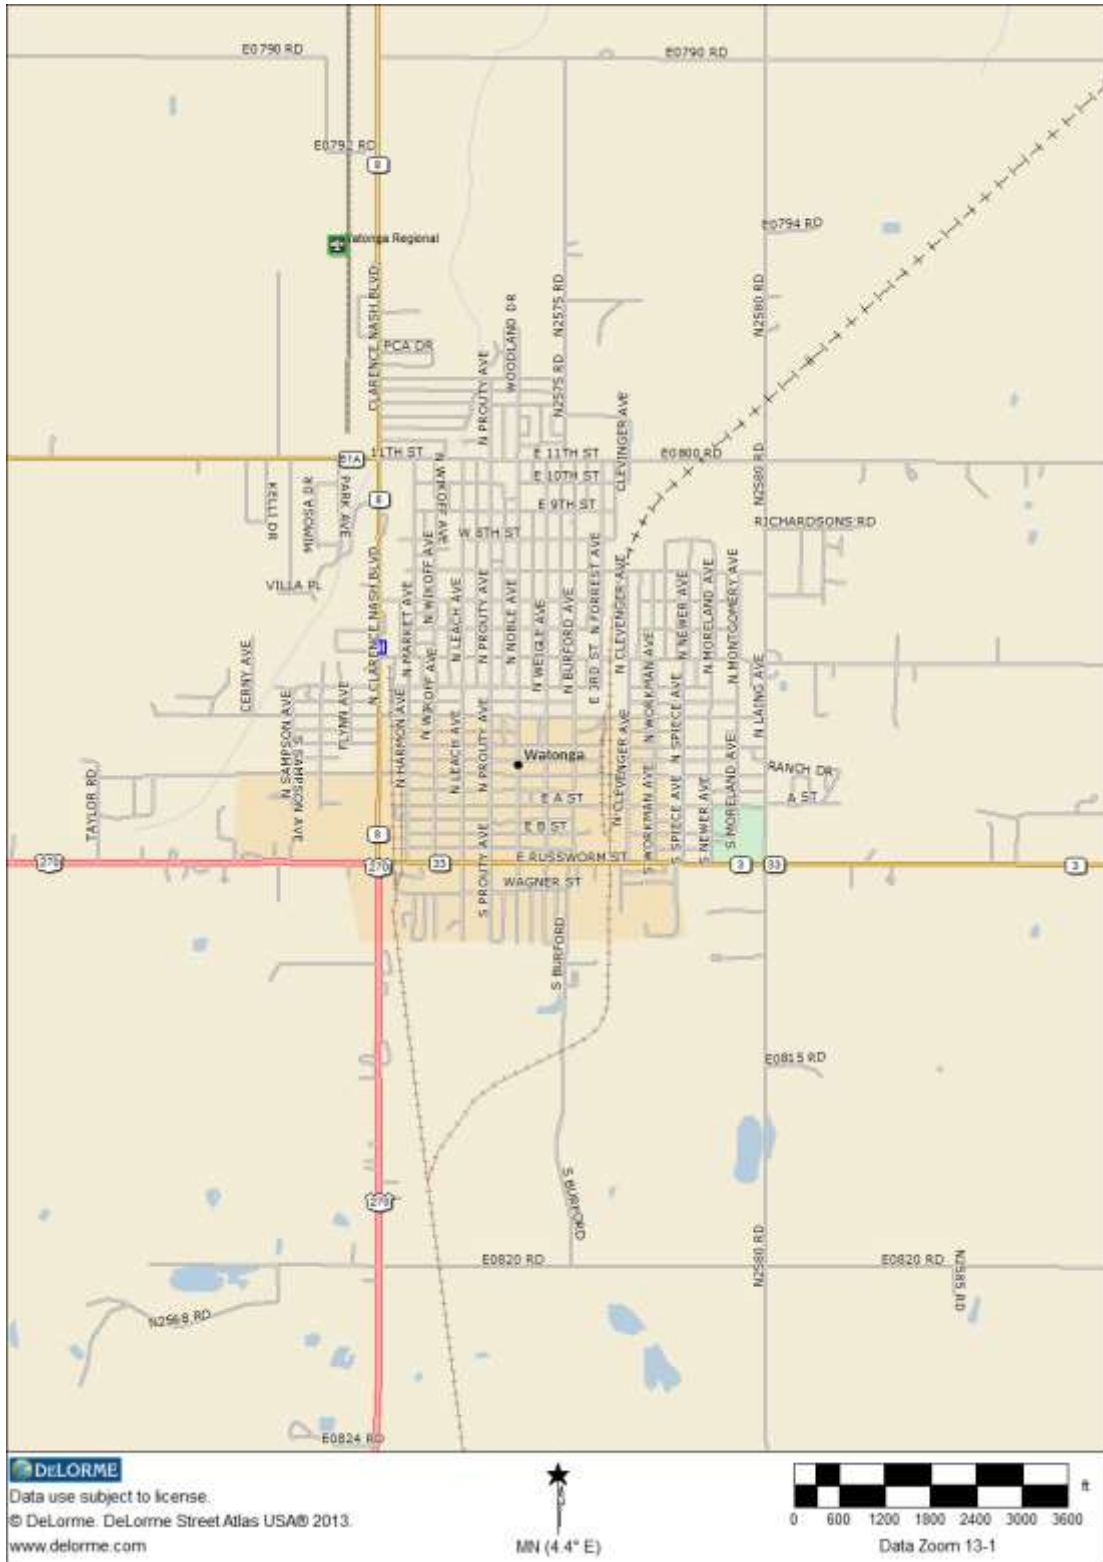 E0790 RD
E0790 RD
E0792 RD
8
E0794 RD
Watonga Regional
CLARENCE NASH BLVD
N2575 RD
N2580 RD
WOODLAND DR
PCA DR
N PROUTY AVE
N2575 RD
CLEVINGER AVE
11TH ST
E 11TH ST
E0800 RD
51A
N2580 RD
E 10TH ST
KELLI DR
MIMOSA RD
PARK AVE
8
N WIKOFF AVE
E 9TH ST
RICHARDSONS RD
W 8TH ST
VILLA PL
N CLARENCE NASH BLVD
N MARKET AVE
N WIKOFF AVE
N LEACH AVE
N PROUTY AVE
N NOBLE AVE
N WEIGLE AVE
N BURFORD AVE
N FORREST AVE
E 3RD ST
N CLEVENGER AVE
N WORKMAN AVE
N NEWER AVE
N MORELAND AVE
N MONTGOMERY AVE
CERNY AVE
N SAMPSON AVE
S SAMPSON AVE
FLYNN AVE
N HARMON AVE
N WIKOFF AVE
N LEACH AVE
N PROUTY AVE
N CLEVENGER AVE
N SPIECE AVE
N LAING AVE
Watonga
RANCH DR
TAYLOR RD
E A ST
A ST
S WORKMAN AVE
S SPIECE AVE
S NEWER AVE
S MORELAND AVE
8
E B ST
270
270
33
E RUSSWORM ST
3
33
3
S PROUTY AVE
WAGNER ST
S BURFORD
E0815 RD
S BURFORD
270
E0820 RD
N2580 RD
E0820 RD
N2585 RD
N2568 RD
E0824 RD
DELORME
Data use subject to license.
© DeLorme. DeLorme Street Atlas USA® 2013.
www.delorme.com
MN (4.4° E)
ft
0 600 1200 1800 2400 3000 3600
Data Zoom 13-1